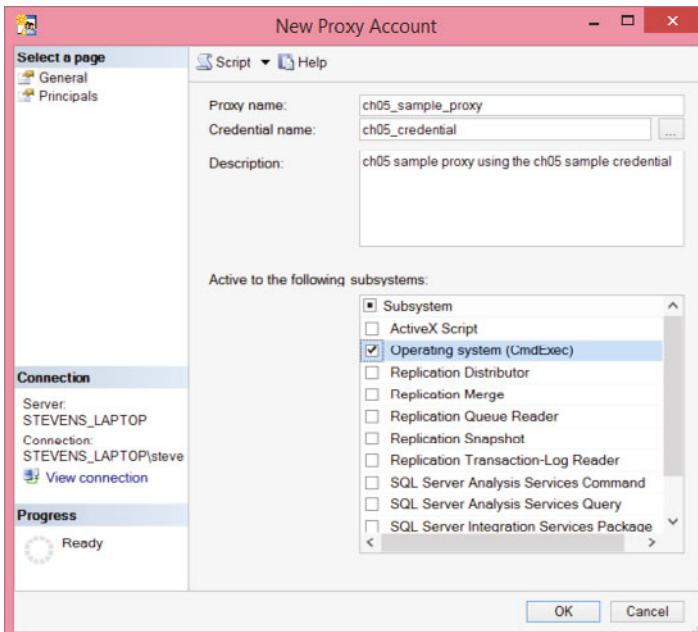 New Proxy Account
Select a page
General
Principals
Script Help
Proxy name: ch05_sample_proxy
Credential name: ch05_credential ...
Description: ch05 sample proxy using the ch05 sample credential
Active to the following subsystems:
Subsystem
ActiveX Script
Operating system (CmdExec)
Replication Distributor
Replication Merge
Replication Queue Reader
Replication Snapshot
Replication Transaction-Log Reader
SQL Server Analysis Services Command
SQL Server Analysis Services Query
SQL Server Integration Services Package
Connection
Server:
STEVENS_LAPTOP
Connection:
STEVENS_LAPTOP\steve
View connection
Progress
Ready
OK Cancel